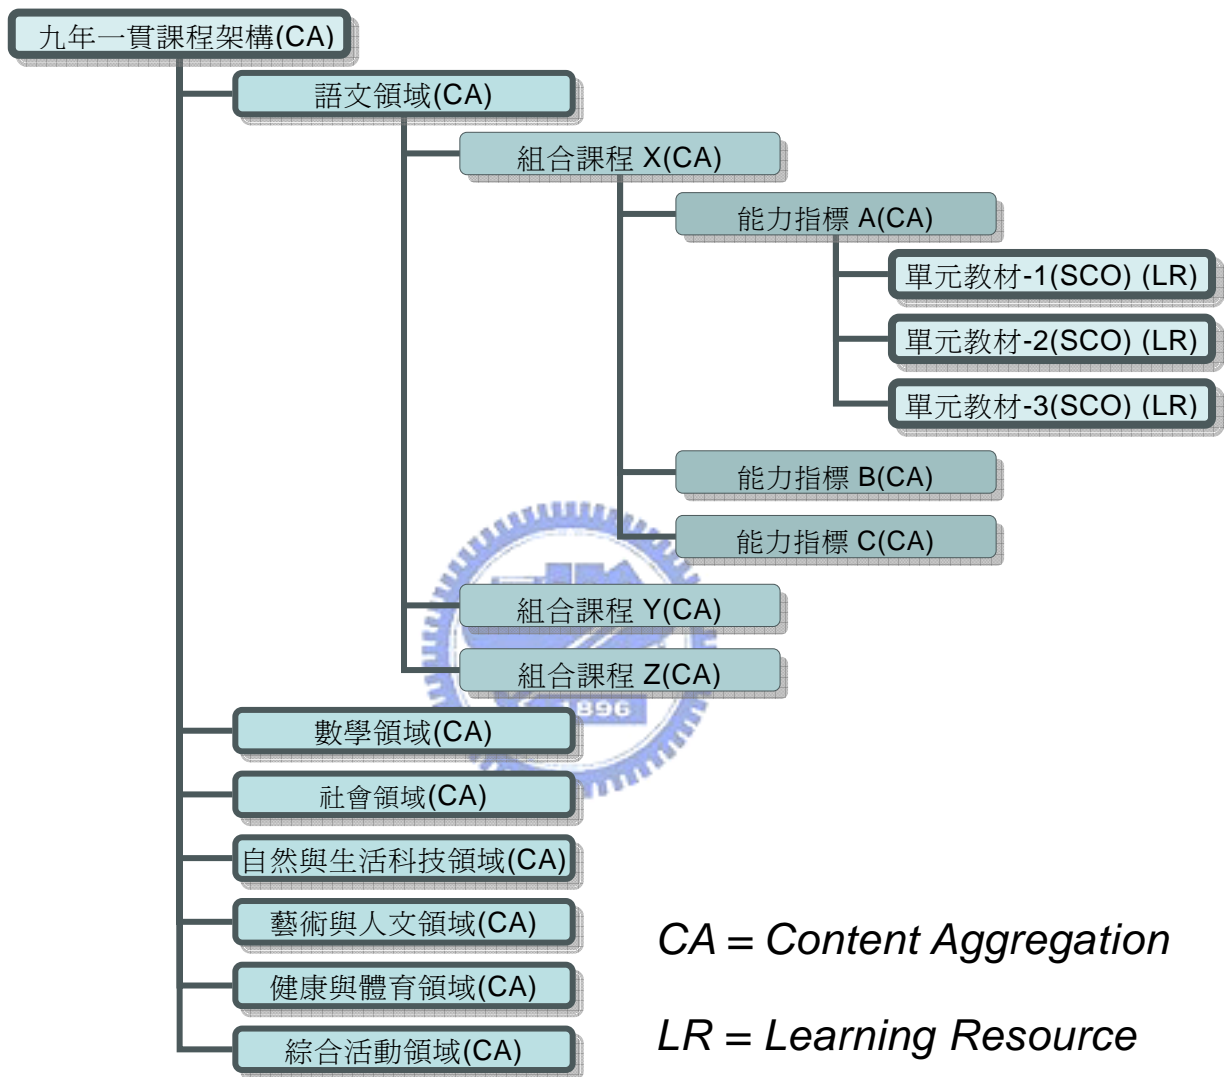 九年一貫課程架構(CA)
語文領域(CA)
組合課程 X(CA)
能力指標 A(CA)
單元教材-1(SCO) (LR)
單元教材-2(SCO) (LR)
單元教材-3(SCO) (LR)
能力指標 B(CA)
能力指標 C(CA)
組合課程 Y(CA)
組合課程 Z(CA)
1896
數學領域(CA)
社會領域(CA)
自然與生活科技領域(CA)
藝術與人文領域(CA)
健康與體育領域(CA)
綜合活動領域(CA)
CA = Content Aggregation
LR = Learning Resource